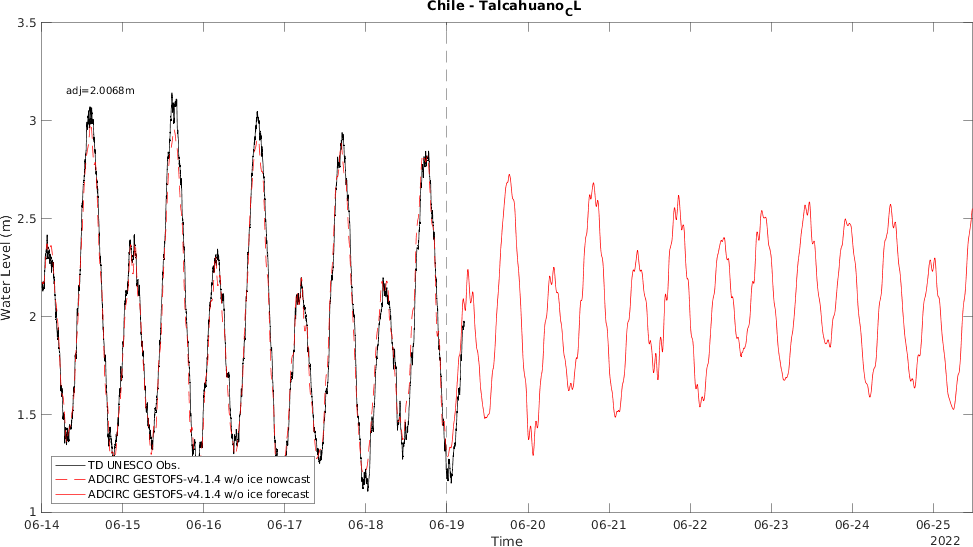 Chile - Talcahuano_CL
3.5
adj=2.0068m
3
2.5
Water Level (m)
2
1.5
TD UNESCO Obs.
ADCIRC GESTOFS-v4.1.4 w/o ice nowcast
ADCIRC GESTOFS-v4.1.4 w/o ice forecast
1
06-14 06-15 06-16 06-17 06-18 06-19 06-20 06-21 06-22 06-23 06-24 06-25
Time
2022